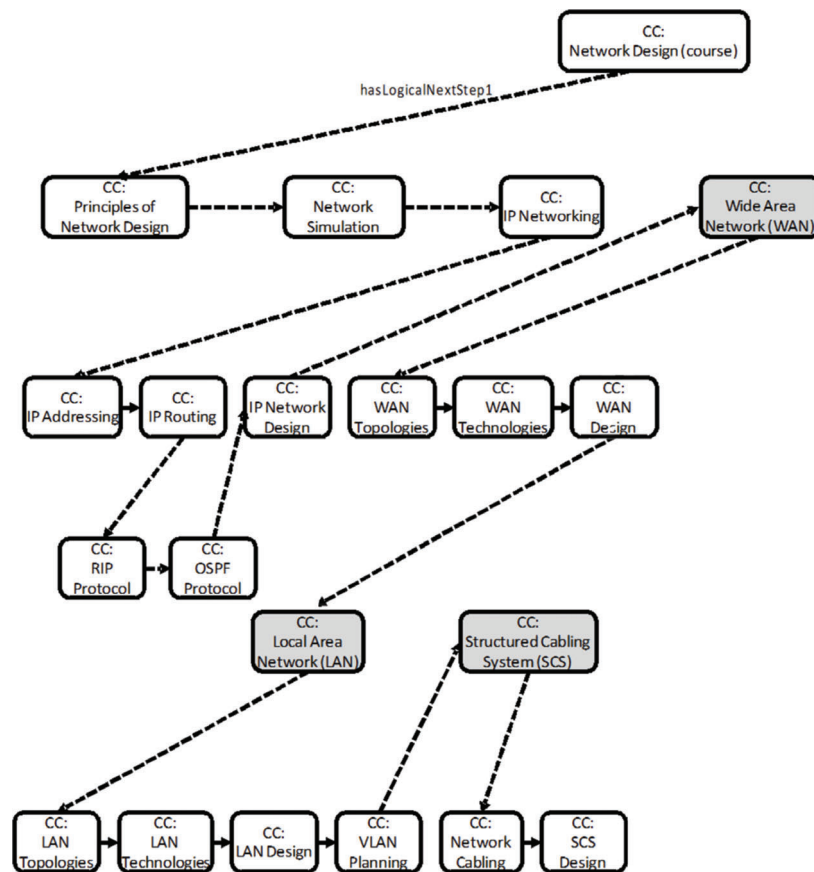 CC:
Network Design (course)
hasLogicalNextStep1
CC:
Principles of
Network Design
CC:
Network
Simulation
CC:
IP Networking
CC:
Wide Area
Network (WAN)
CC:
IP Addressing
CC:
IP Routing
CC:
IP Network
Design
CC:
WAN
Topologies
CC:
WAN
Technologies
CC:
WAN
Design
CC:
RIP
Protocol
CC:
OSPF
Protocol
CC:
Local Area
Network (LAN)
CC:
Structured Cabling
System (SCS)
CC:
LAN
Topologies
CC:
LAN
Technologies
CC:
LAN Design
CC:
VLAN
Planning
CC:
Network
Cabling
CC:
SCS
Design